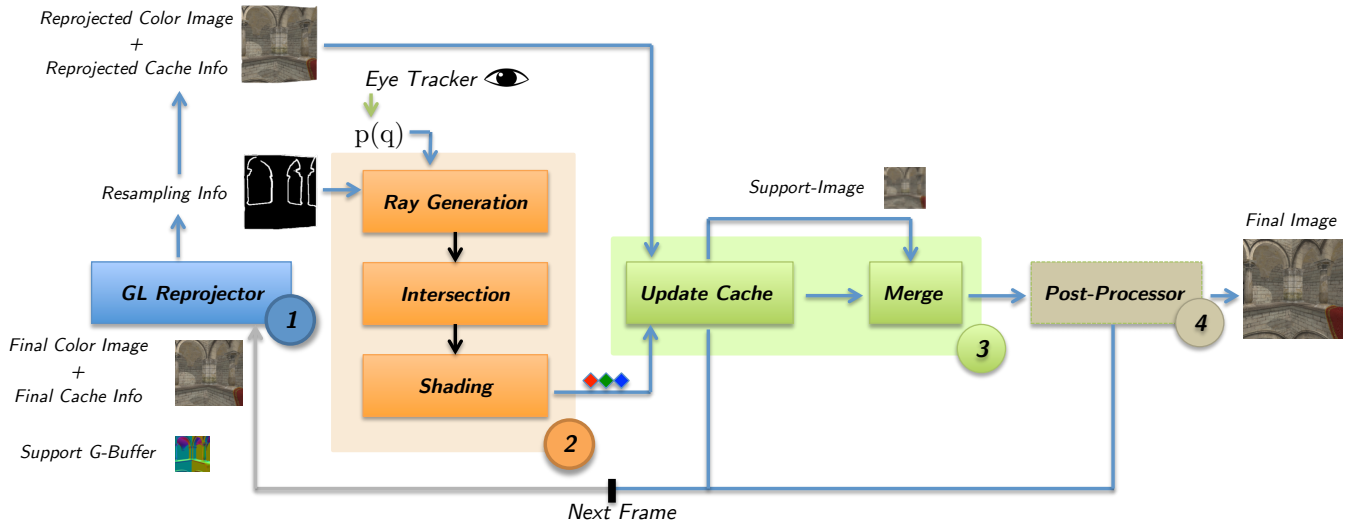 Reprojected Color Image
+
Reprojected Cache Info
Eye Tracker
p(q)
Resampling Info
Ray Generation
Support-Image
Final Image
GL Reprojector
1
Intersection
Update Cache
Merge
Post-Processor
4
3
Final Color Image
+
Final Cache Info
Shading
2
Support G-Buffer
Next Frame